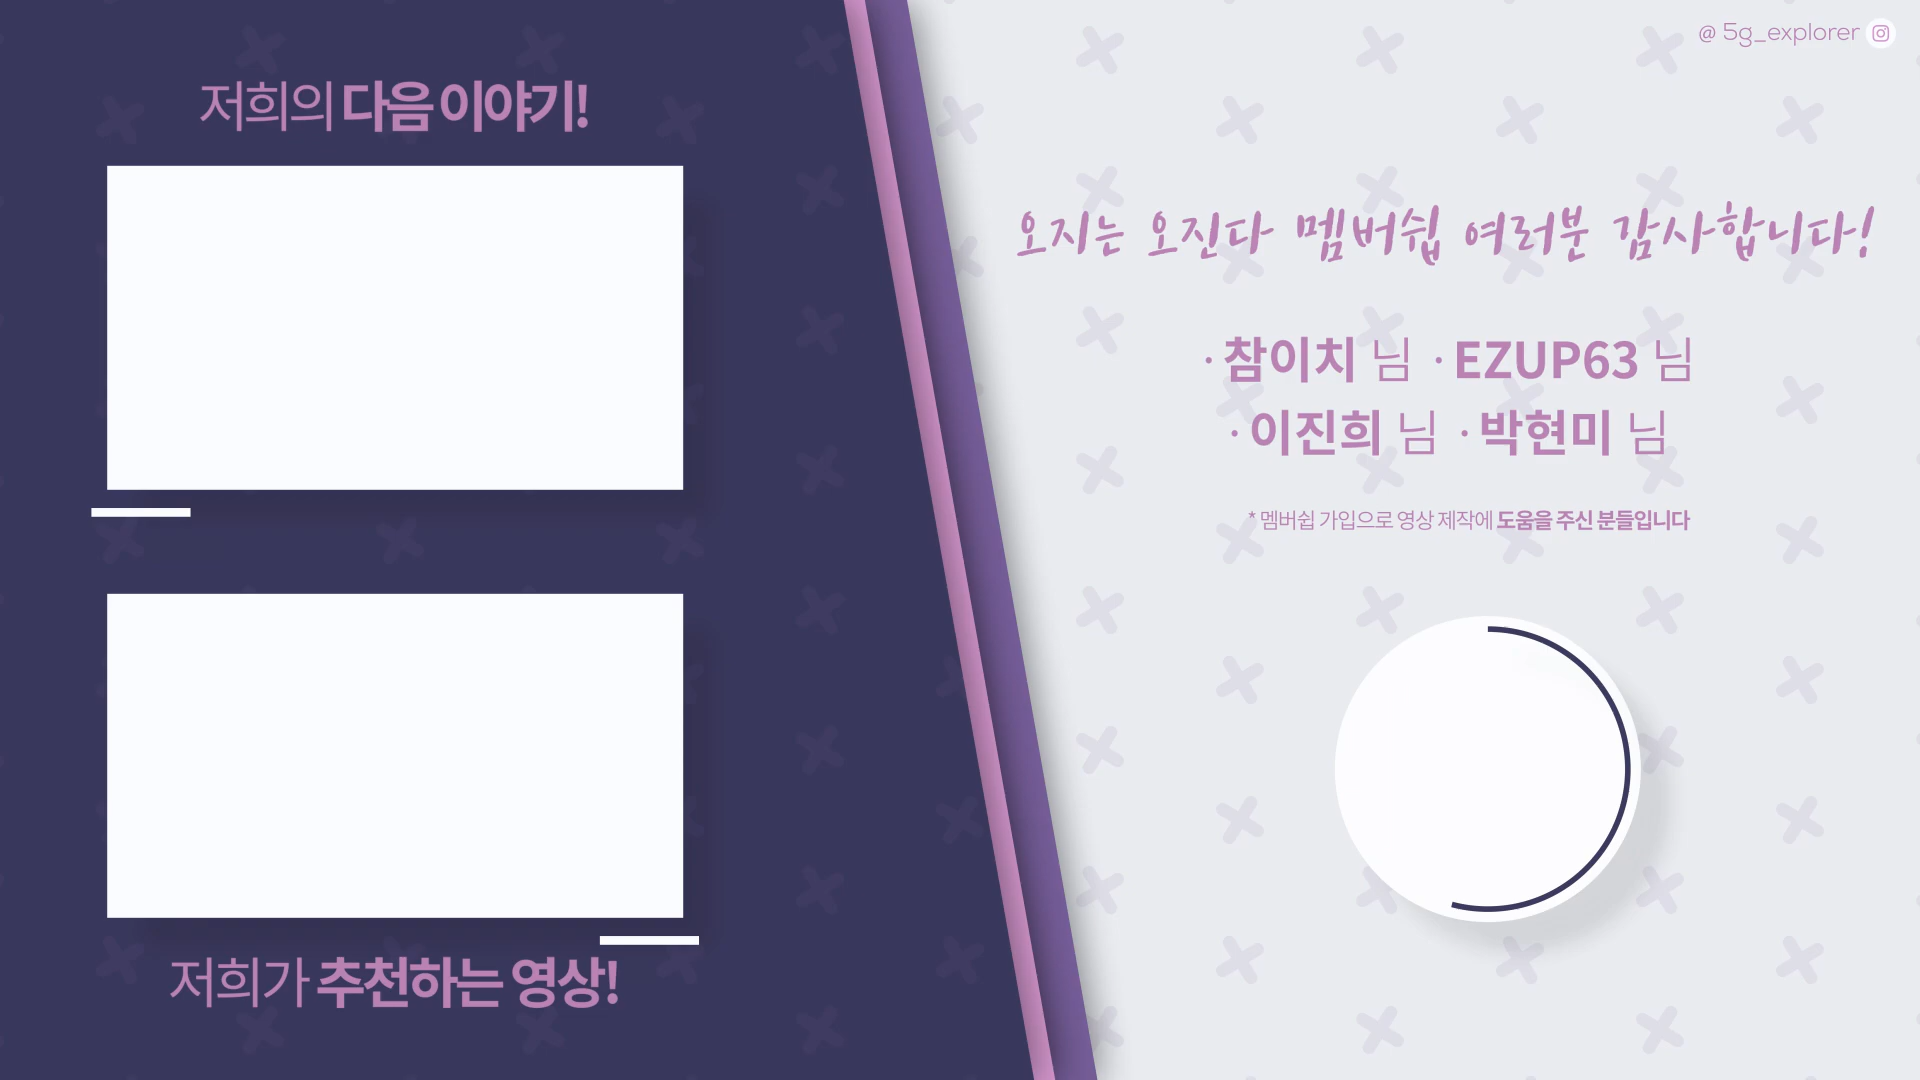 저희의 다음 이야기!
저희가 추천하는 영상!
@ 5g_explorer
오지는 오진다 멤버쉽 여러분 감사합니다!
· 참이치 님 · EZUP63 님
· 이진희 님 · 박현미 님
* 멤버쉽 가입으로 영상 제작에 도움을 주신 분들입니다